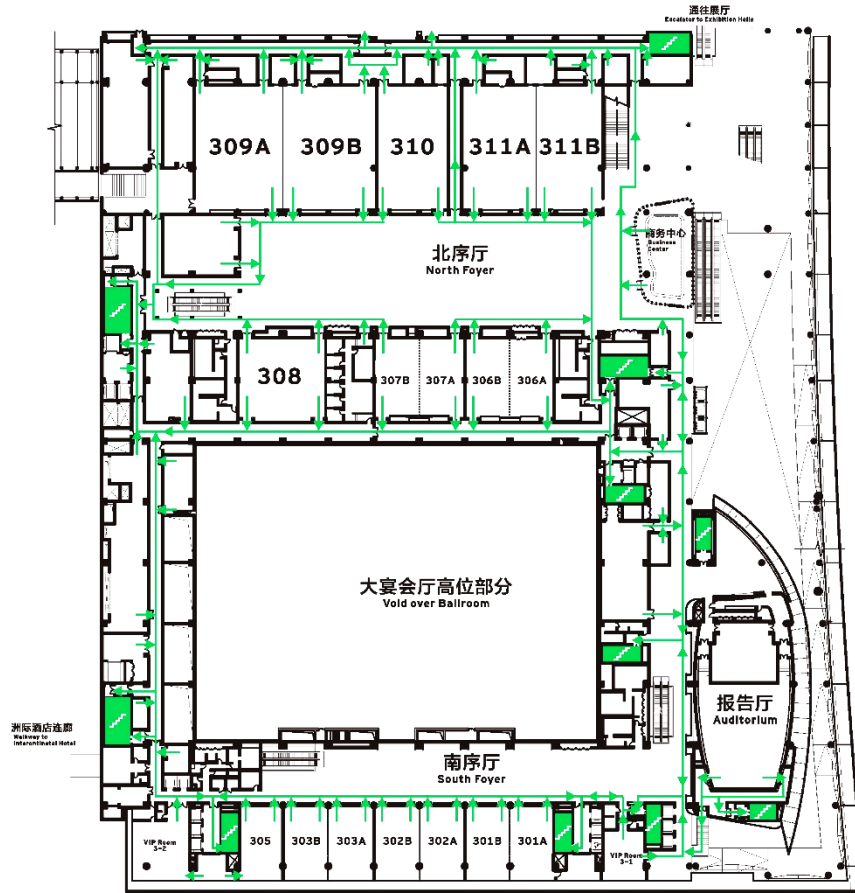 通往展厅
Escalator to Exhibition Halls
309A
309B
310
311A
311B
商务中心
Business
Center
北序厅
North Foyer
308
307B
307A
306B
306A
大宴会厅高位部分
Void over Ballroom
报告厅
Auditorium
洲际酒店连廊
Walkway to
Intercontinetal Hotel
南序厅
South Foyer
VIP Room
3-2
305
303B
303A
302B
302A
301B
301A
VIP Room
3-1